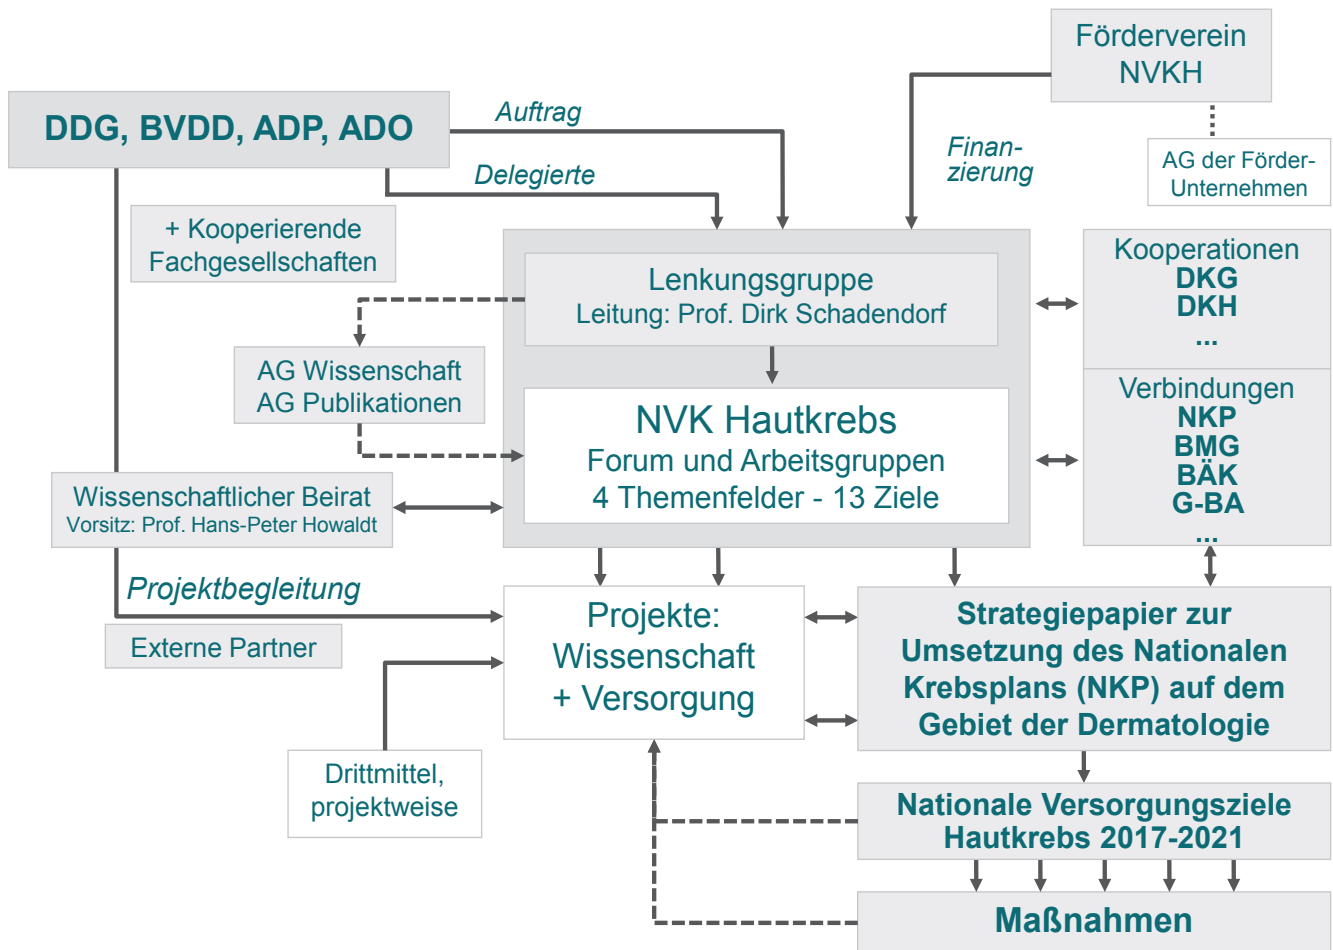 Förderverein
NVKH
DDG, BVDD, ADP, ADO
Auftrag
Delegierte
Finan-
zierung
AG der Förder-
Unternehmen
+ Kooperierende
Fachgesellschaften
Lenkungsgruppe
Leitung: Prof. Dirk Schadendorf
Kooperationen
DKG
DKH
...
AG Wissenschaft
AG Publikationen
NVK Hautkrebs
Forum und Arbeitsgruppen
4 Themenfelder - 13 Ziele
Verbindungen
NKP
BMG
BÄK
G-BA
...
Wissenschaftlicher Beirat
Vorsitz: Prof. Hans-Peter Howaldt
Projektbegleitung
Externe Partner
Projekte:
Wissenschaft
+ Versorgung
Strategiepapier zur
Umsetzung des Nationalen
Krebsplans (NKP) auf dem
Gebiet der Dermatologie
Drittmittel,
projektweise
Nationale Versorgungsziele
Hautkrebs 2017-2021
Maßnahmen